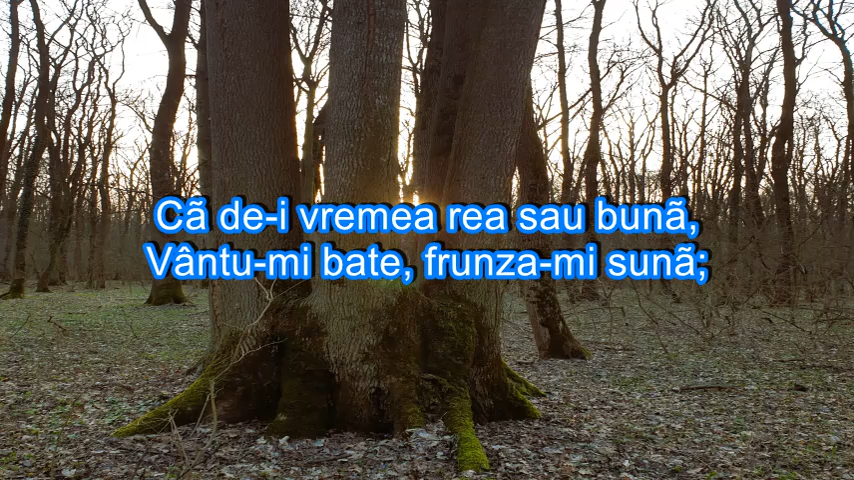 Cã de-i vremea rea sau bunã,
Vântu-mi bate, frunza-mi sunã;